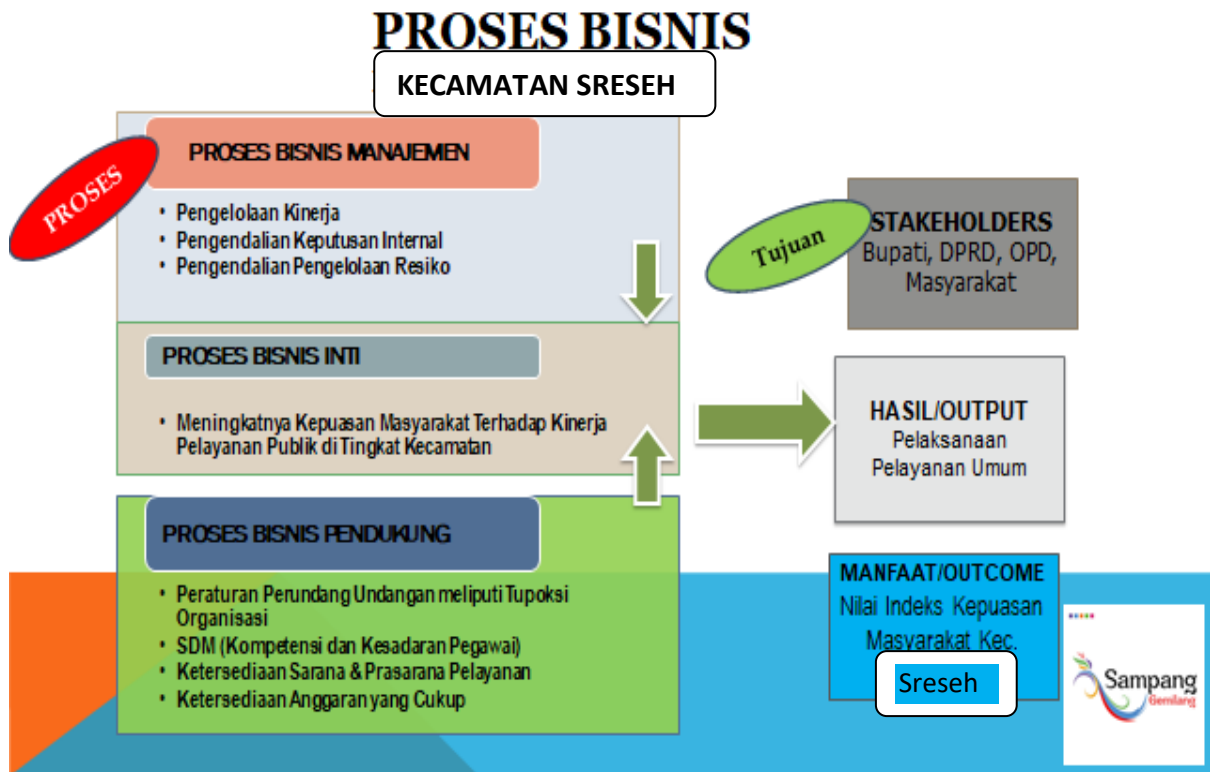 PROSES BISNIS
KECAMATAN SRESEH
PROSES
PROSES BISNIS MANAJEMEN
• Pengelolaan Kinerja
• Pengendalian Keputusan Internal
• Pengendalian Pengelolaan Resiko
PROSES BISNIS INTI
• Meningkatnya Kepuasan Masyarakat Terhadap Kinerja
Pelayanan Publik di Tingkat Kecamatan
PROSES BISNIS PENDUKUNG
• Peraturan Perundang Undangan meliputi Tupoksi
Organisasi
• SDM (Kompetensi dan Kesadaran Pegawai)
• Ketersediaan Sarana & Prasarana Pelayanan
• Ketersediaan Anggaran yang Cukup
Tujuan
STAKEHOLDERS
Bupati, DPRD, OPD,
Masyarakat
HASIL/OUTPUT
Pelaksanaan
Pelayanan Umum
MANFAAT/OUTCOME
Nilai Indeks Kepuasan
Masyarakat Kec.
Sreseh
Sampang
Gemilang